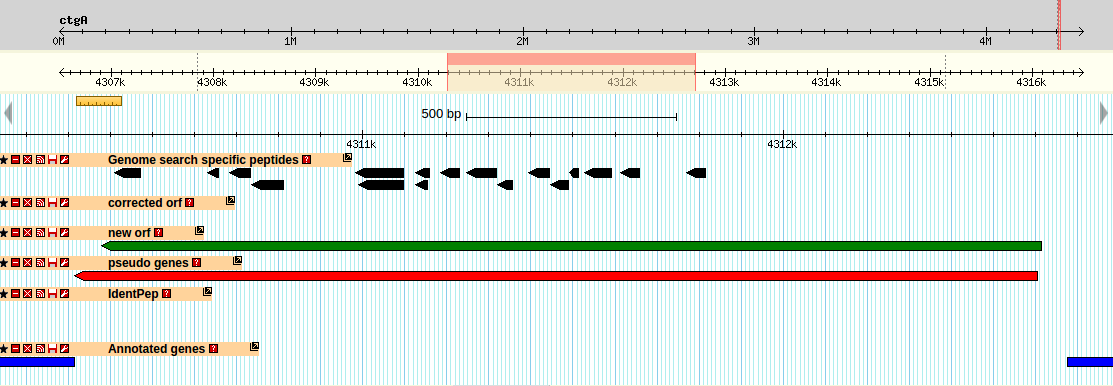 ctgA
0M 1M 2M 3M 4M
4307k 4308k 4309k 4310k 4311k 4312k 4313k 4314k 4315k 4316k
500 bp
4311k 4312k
Genome search specific peptides ?
corrected orf ?
new orf ?
pseudo genes ?
IdentPep ?
Annotated genes ?